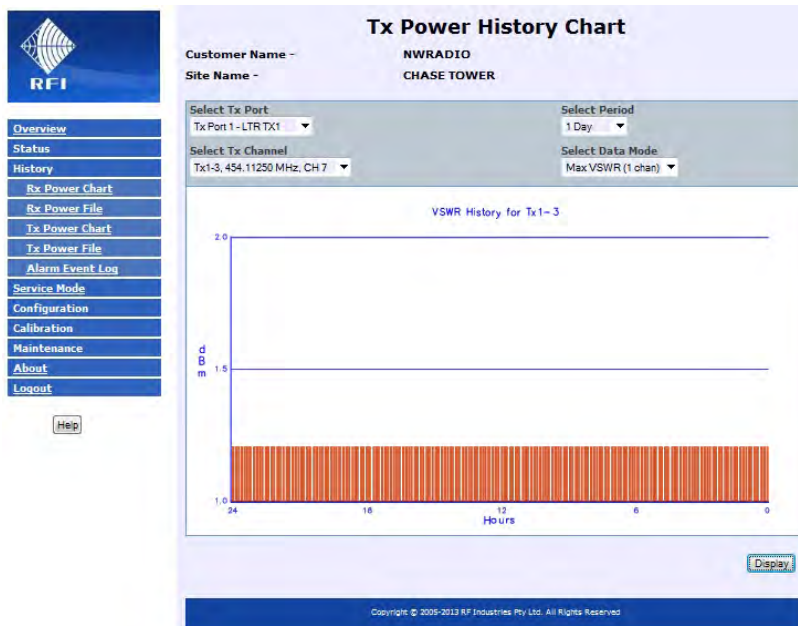 RFI
Tx Power History Chart
Customer Name - NWRADIO
Site Name - CHASE TOWER
Overview
Status
History
Rx Power Chart
Rx Power File
Tx Power Chart
Tx Power File
Alarm Event Log
Service Mode
Configuration
Calibration
Maintenance
About
Logout
Help
Select Tx Port
Tx Port 1 - LTR TX1
Select Period
1 Day
Select Tx Channel
Tx1-3, 454.11250 MHz, CH 7
Select Data Mode
Max VSWR (1 chan)
VSWR History for Tx1-3
2.0
dBm
1.5
1.0
24 18 12 6 0
Hours
Display
Copyright © 2005-2013 RF Industries Pty Ltd. All Rights Reserved